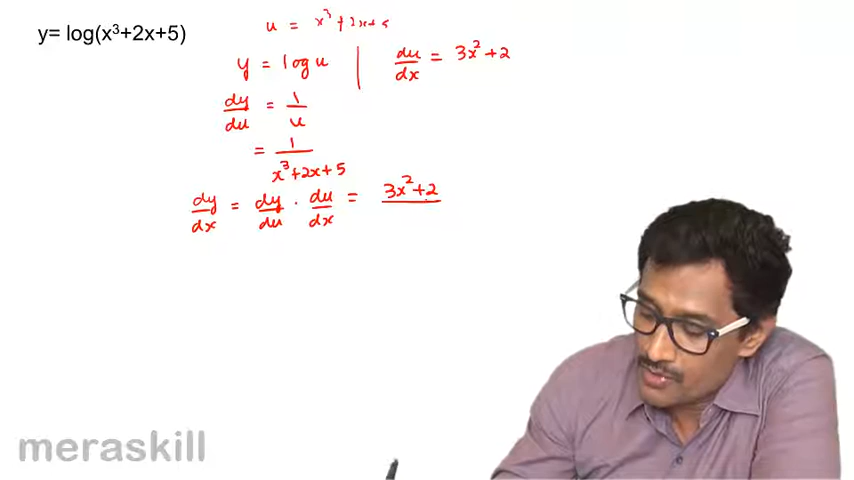 y= log(x³+2x+5)
u = x³+2x+5
y = log u | du/dx = 3x²+2
dy/du = 1/u
= 1/(x³+2x+5)
dy/dx = dy/du · du/dx = 3x²+2
meraskill